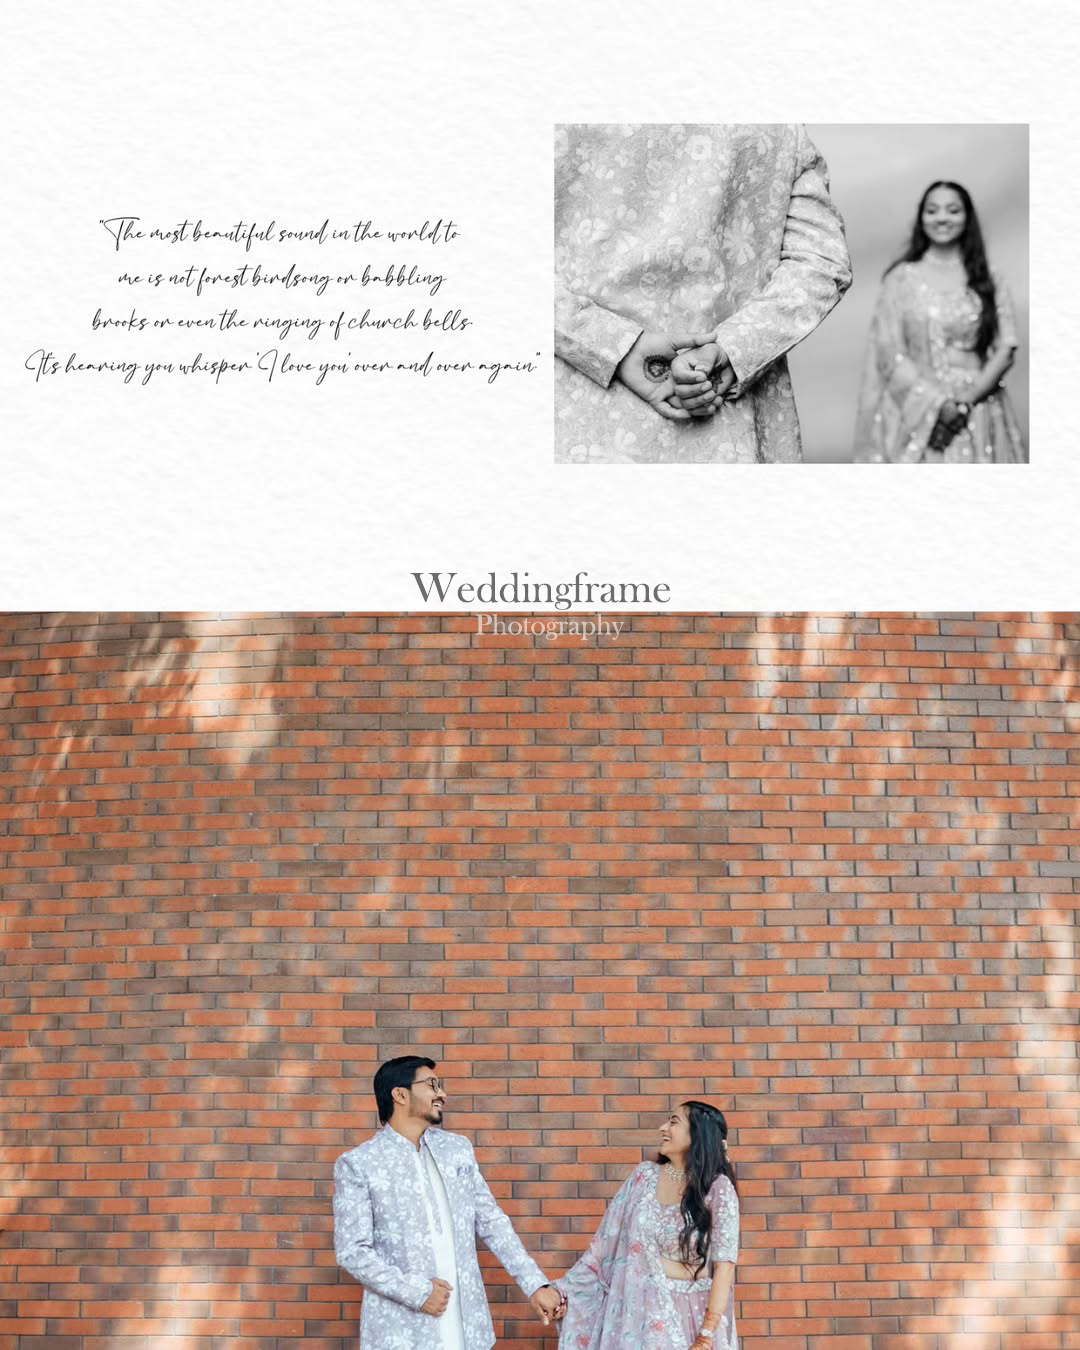 "The most beautiful sound in the world to
me is not forest birdsong or babbling
brooks or even the ringing of church bells.
It's hearing you whisper 'I love you' over and over again."
Weddingframe
Photography